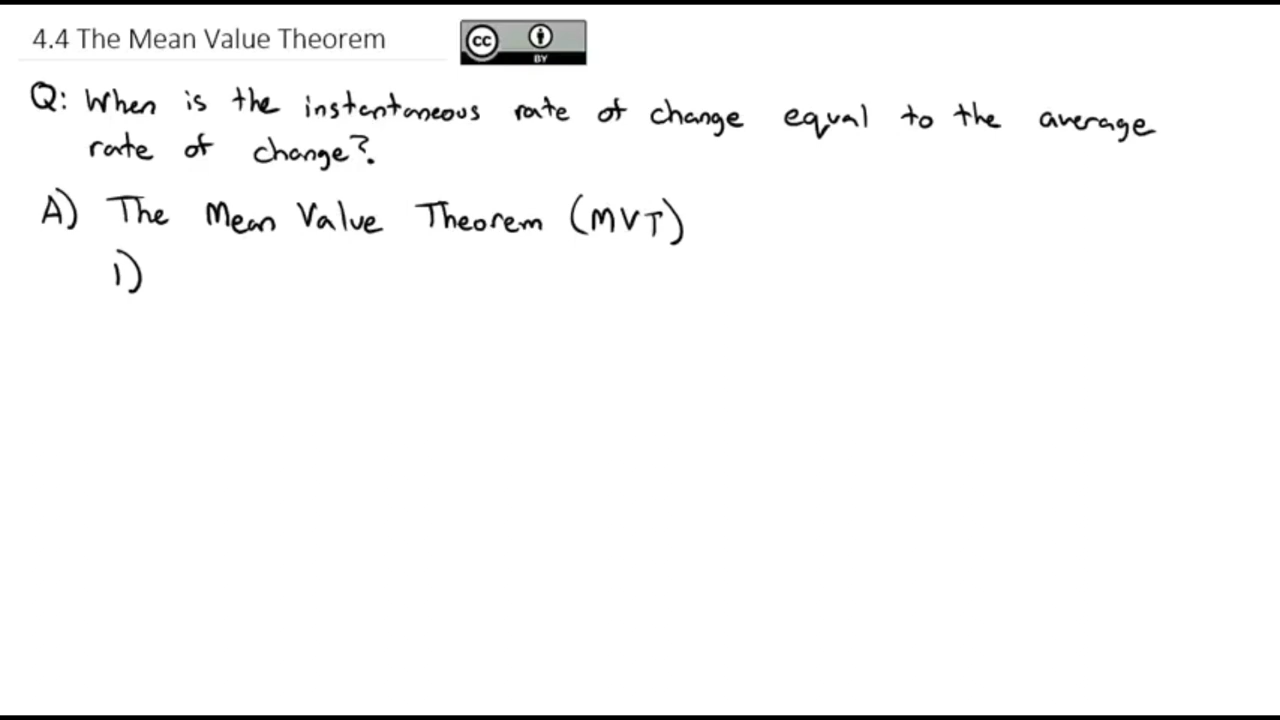 4.4 The Mean Value Theorem
cc BY
Q: When is the instantaneous rate of change equal to the average
rate of change?
A) The Mean Value Theorem (MVT)
1)